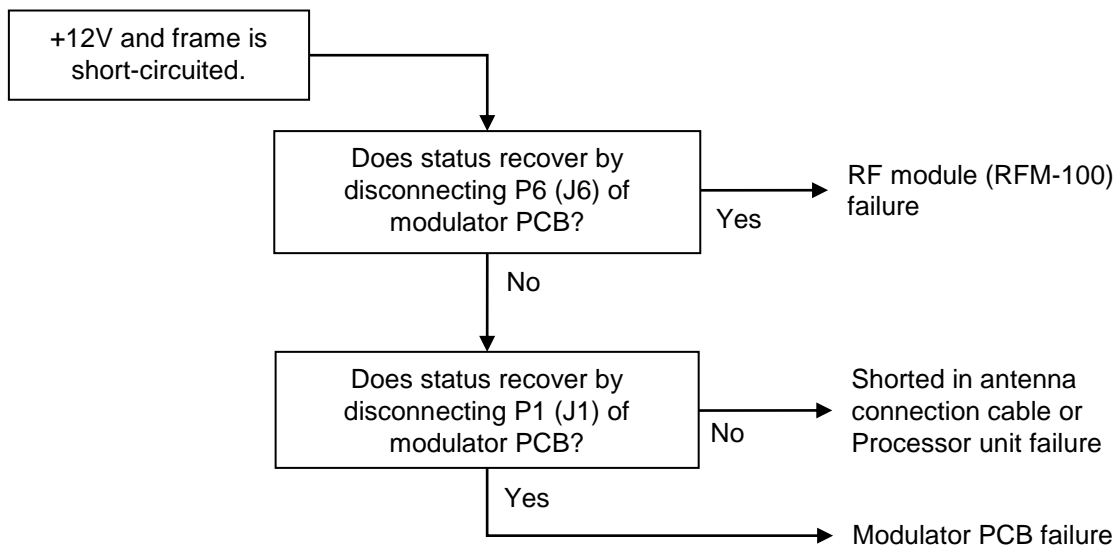 +12V and frame is
short-circuited.
Does status recover by
disconnecting P6 (J6) of
modulator PCB?
Yes
RF module (RFM-100)
failure
No
Does status recover by
disconnecting P1 (J1) of
modulator PCB?
No
Shorted in antenna
connection cable or
Processor unit failure
Yes
Modulator PCB failure